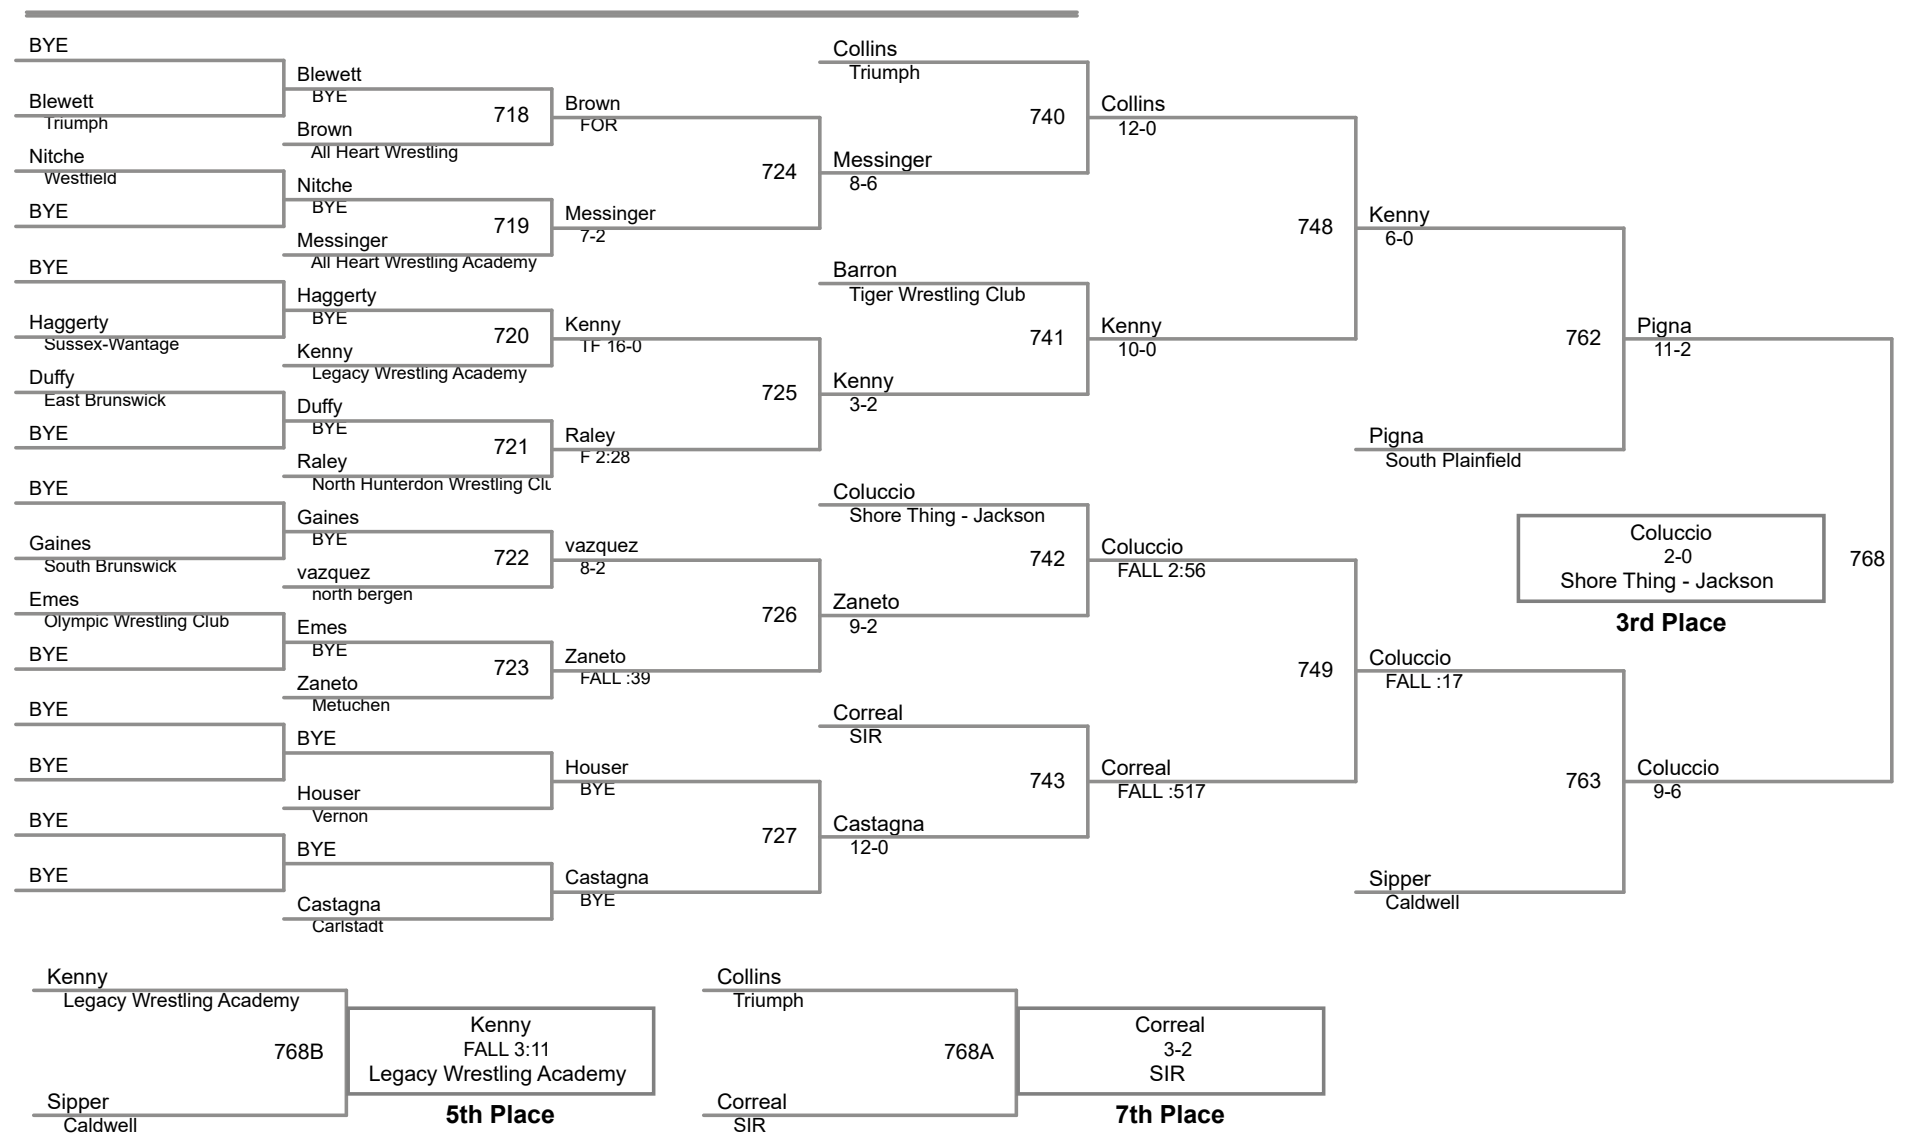 BYE
Blewett
Triumph
Nitche
Westfield
BYE
BYE
Haggerty
Sussex-Wantage
Duffy
East Brunswick
BYE
BYE
Gaines
South Brunswick
Emes
Olympic Wrestling Club
BYE
BYE
BYE
BYE
BYE
Blewett
BYE
718
Brown
All Heart Wrestling
Nitche
BYE
719
Messinger
All Heart Wrestling Academy
Haggerty
BYE
720
Kenny
Legacy Wrestling Academy
Duffy
BYE
721
Raley
North Hunterdon Wrestling Clu
Gaines
BYE
722
vazquez
north bergen
Emes
BYE
723
Zaneto
Metuchen
BYE
Houser
Vernon
BYE
Castagna
Carlstadt
Brown
FOR
724
Messinger
7-2
Kenny
TF 16-0
725
Raley
F 2:28
vazquez
8-2
726
Zaneto
FALL :39
Houser
BYE
727
Castagna
BYE
Collins
Triumph
740
Messinger
8-6
Barron
Tiger Wrestling Club
741
Kenny
3-2
Coluccio
Shore Thing - Jackson
742
Zaneto
9-2
Correal
SIR
743
Castagna
12-0
Collins
12-0
748
Kenny
10-0
Coluccio
FALL 2:56
749
Correal
FALL :517
Kenny
6-0
762
Pigna
South Plainfield
Coluccio
FALL :17
763
Sipper
Caldwell
Pigna
11-2
768
Coluccio
9-6
Coluccio
2-0
Shore Thing - Jackson
3rd Place
Kenny
Legacy Wrestling Academy
768B
Sipper
Caldwell
Kenny
FALL 3:11
Legacy Wrestling Academy
5th Place
Collins
Triumph
768A
Correal
SIR
Correal
3-2
SIR
7th Place